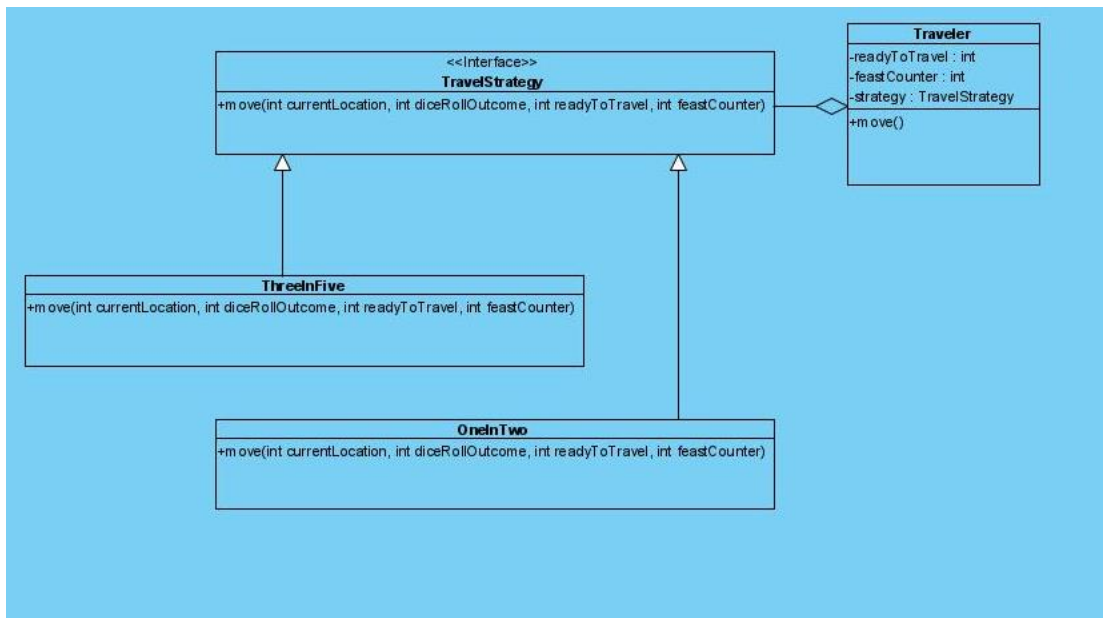 <<Interface>>
TravelStrategy
+move(int currentLocation, int diceRollOutcome, int readyToTravel, int feastCounter)
Traveler
-readyToTravel : int
-feastCounter : int
-strategy : TravelStrategy
+move()
ThreeInFive
+move(int currentLocation, int diceRollOutcome, int readyToTravel, int feastCounter)
OneInTwo
+move(int currentLocation, int diceRollOutcome, int readyToTravel, int feastCounter)